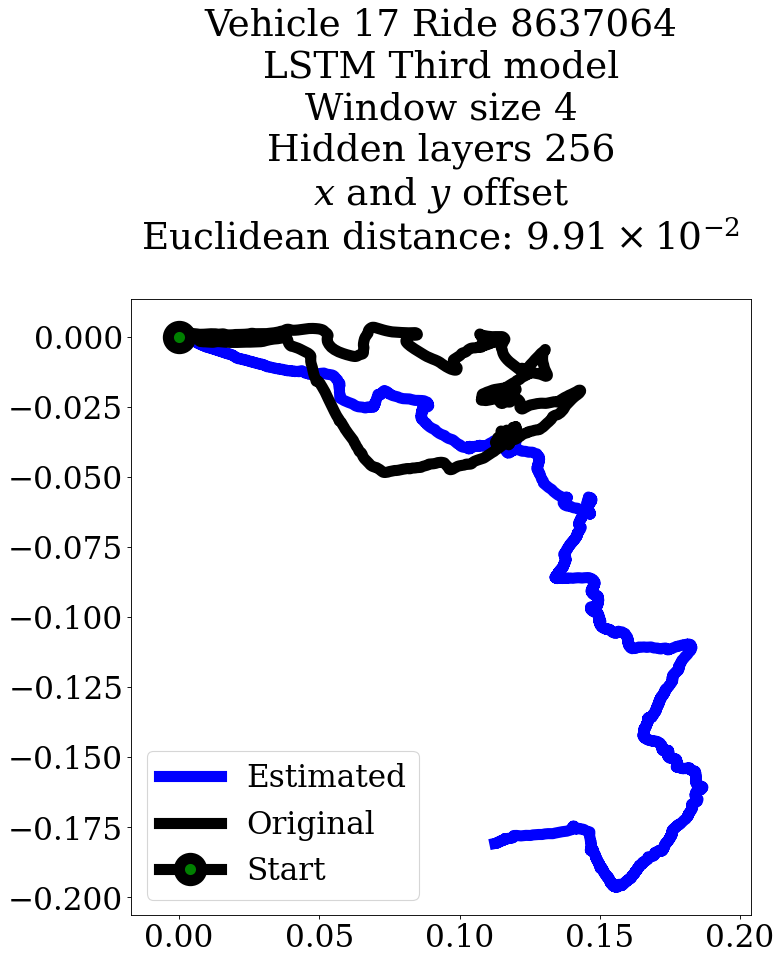 Vehicle 17 Ride 8637064
LSTM Third model
Window size 4
Hidden layers 256
x and y offset
Euclidean distance: 9.91 × 10⁻²
0.000
−0.025
−0.050
−0.075
−0.100
−0.125
−0.150
−0.175
−0.200
Estimated
Original
Start
0.00 0.05 0.10 0.15 0.20